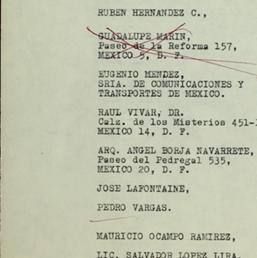 RUBEN HERNANDEZ C.,
GUADALUPE MARIN,
Paseo de la Reforma 157,
MEXICO 5, D. F.
EUGENIO MENDEZ,
SRIA. DE COMUNICACIONES Y
TRANSPORTES DE MEXICO.
RAUL VIVAR, DR.
Calz. de los Misterios 451-
MEXICO 14, D. F.
ARQ. ANGEL BORJA NAVARRETE,
Paseo del Pedregal 535,
MEXICO 20, D. F.
JOSE LAFONTAINE,
PEDRO VARGAS.
MAURICIO OCAMPO RAMIREZ,
LIC. SALVADOR LOPEZ LIRA.